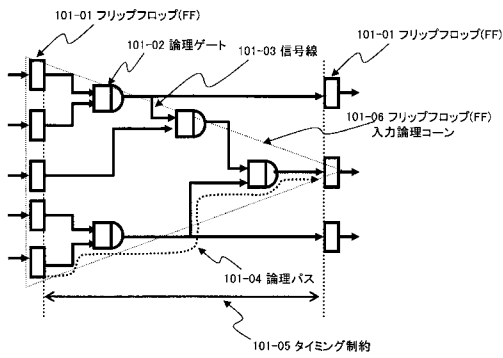 101-01 フリップフロップ(FF)
101-02 論理ゲート
101-03 信号線
101-01 フリップフロップ(FF)
101-06 フリップフロップ(FF)
入力論理コーン
101-04 論理パス
101-05 タイミング制約